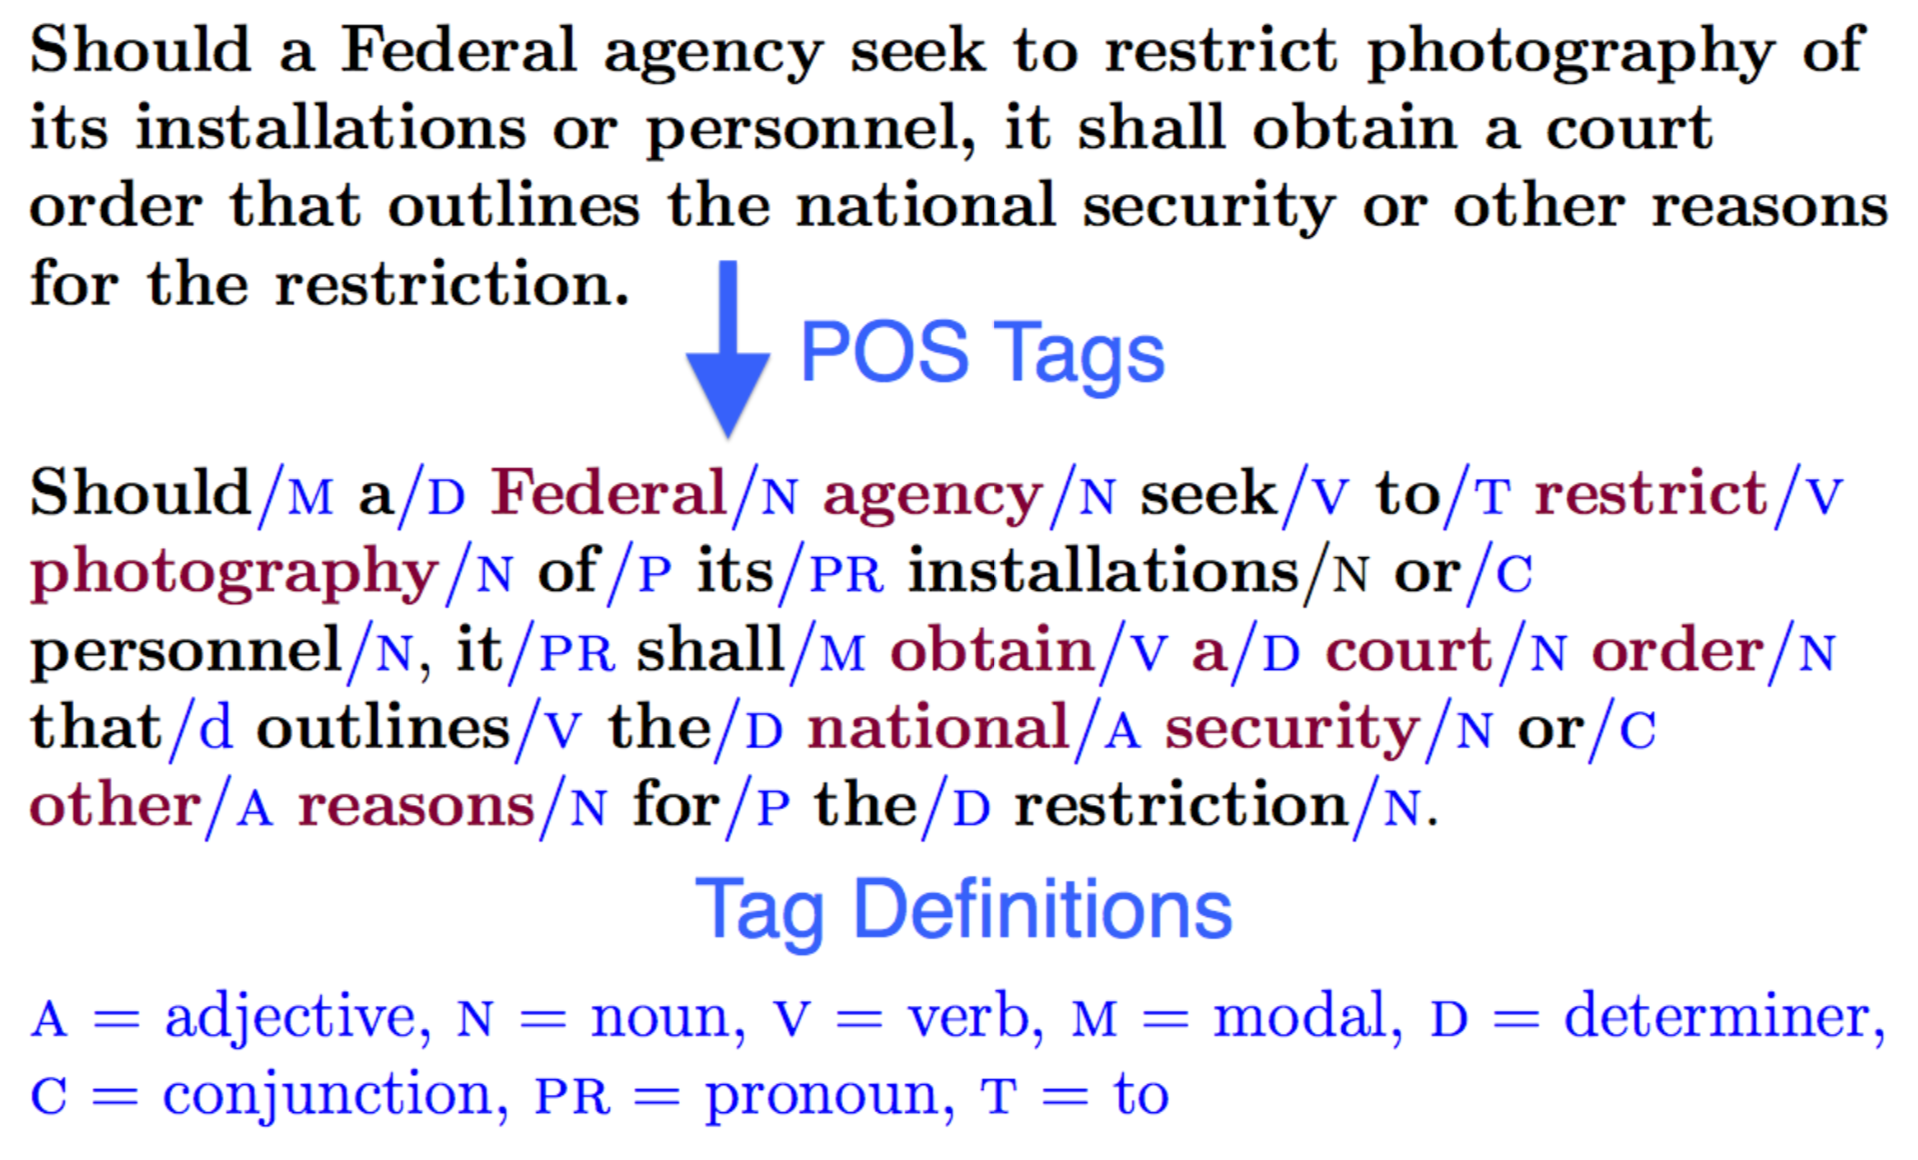 Should a Federal agency seek to restrict photography of
its installations or personnel, it shall obtain a court
order that outlines the national security or other reasons
for the restriction.
POS Tags
Should/M a/D Federal/N agency/N seek/V to/T restrict/V
photography/N of/P its/PR installations/N or/C
personnel/N, it/PR shall/M obtain/V a/D court/N order/N
that/d outlines/V the/D national/A security/N or/C
other/A reasons/N for/P the/D restriction/N.
Tag Definitions
A = adjective, N = noun, V = verb, M = modal, D = determiner,
C = conjunction, PR = pronoun, T = to